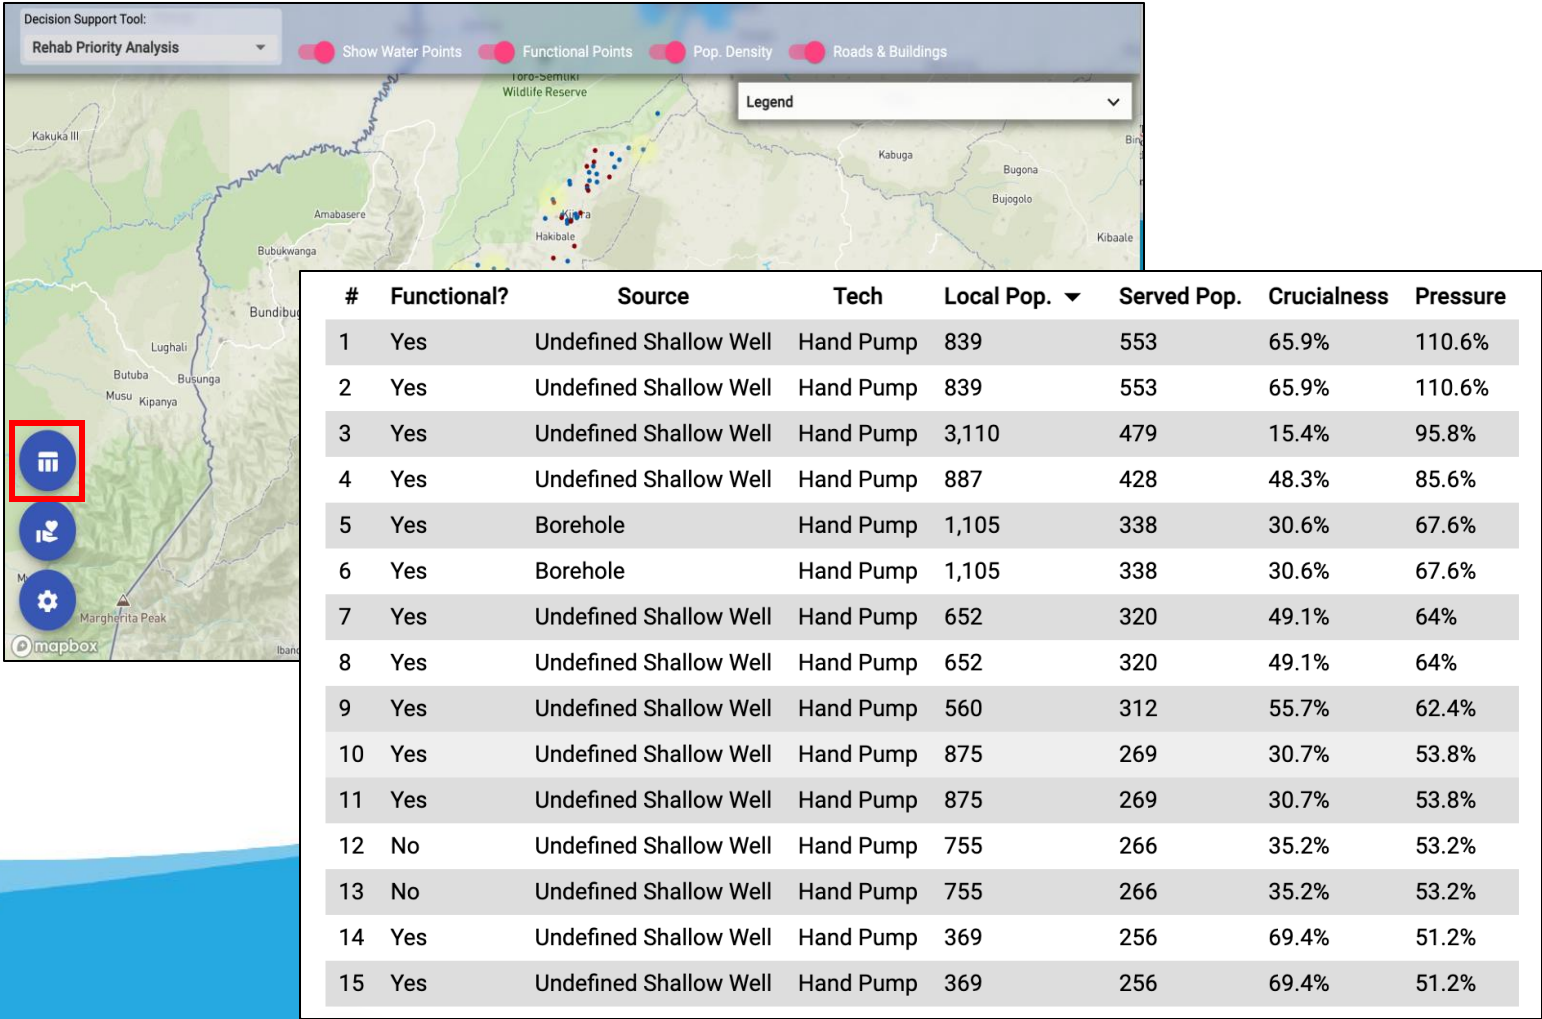 Decision Support Tool:
Rehab Priority Analysis
Show Water Points
Functional Points
Pop. Density
Roads & Buildings
Toro-Semliki
Wildlife Reserve
Legend
Kakuka III
Kabuga
Bugona
Bujogolo
Amabasere
Hakibale
Kibaale
Bubukwanga
Lughali
Butuba
Busunga
Musu
Kipanya
Margherita Peak
mapbox
# Functional? Source Tech Local Pop. Served Pop. Crucialness Pressure
1 Yes Undefined Shallow Well Hand Pump 839 553 65.9% 110.6%
2 Yes Undefined Shallow Well Hand Pump 839 553 65.9% 110.6%
3 Yes Undefined Shallow Well Hand Pump 3,110 479 15.4% 95.8%
4 Yes Undefined Shallow Well Hand Pump 887 428 48.3% 85.6%
5 Yes Borehole Hand Pump 1,105 338 30.6% 67.6%
6 Yes Borehole Hand Pump 1,105 338 30.6% 67.6%
7 Yes Undefined Shallow Well Hand Pump 652 320 49.1% 64%
8 Yes Undefined Shallow Well Hand Pump 652 320 49.1% 64%
9 Yes Undefined Shallow Well Hand Pump 560 312 55.7% 62.4%
10 Yes Undefined Shallow Well Hand Pump 875 269 30.7% 53.8%
11 Yes Undefined Shallow Well Hand Pump 875 269 30.7% 53.8%
12 No Undefined Shallow Well Hand Pump 755 266 35.2% 53.2%
13 No Undefined Shallow Well Hand Pump 755 266 35.2% 53.2%
14 Yes Undefined Shallow Well Hand Pump 369 256 69.4% 51.2%
15 Yes Undefined Shallow Well Hand Pump 369 256 69.4% 51.2%